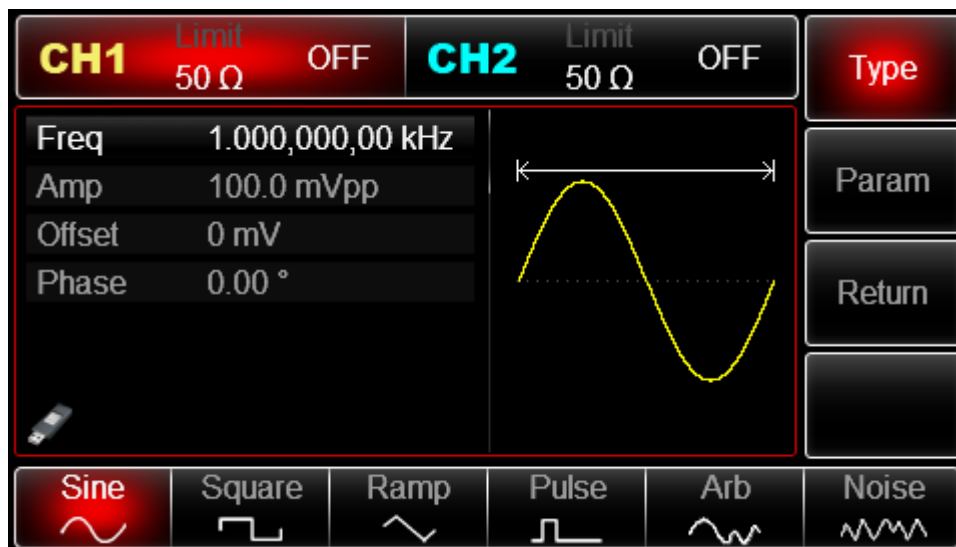 CH1 Limit 50 Ω OFF
CH2 Limit 50 Ω OFF
Type
Freq 1.000,000,00 kHz
Amp 100.0 mVpp
Offset 0 mV
Phase 0.00 °
Param
Return
Sine Square Ramp Pulse Arb Noise